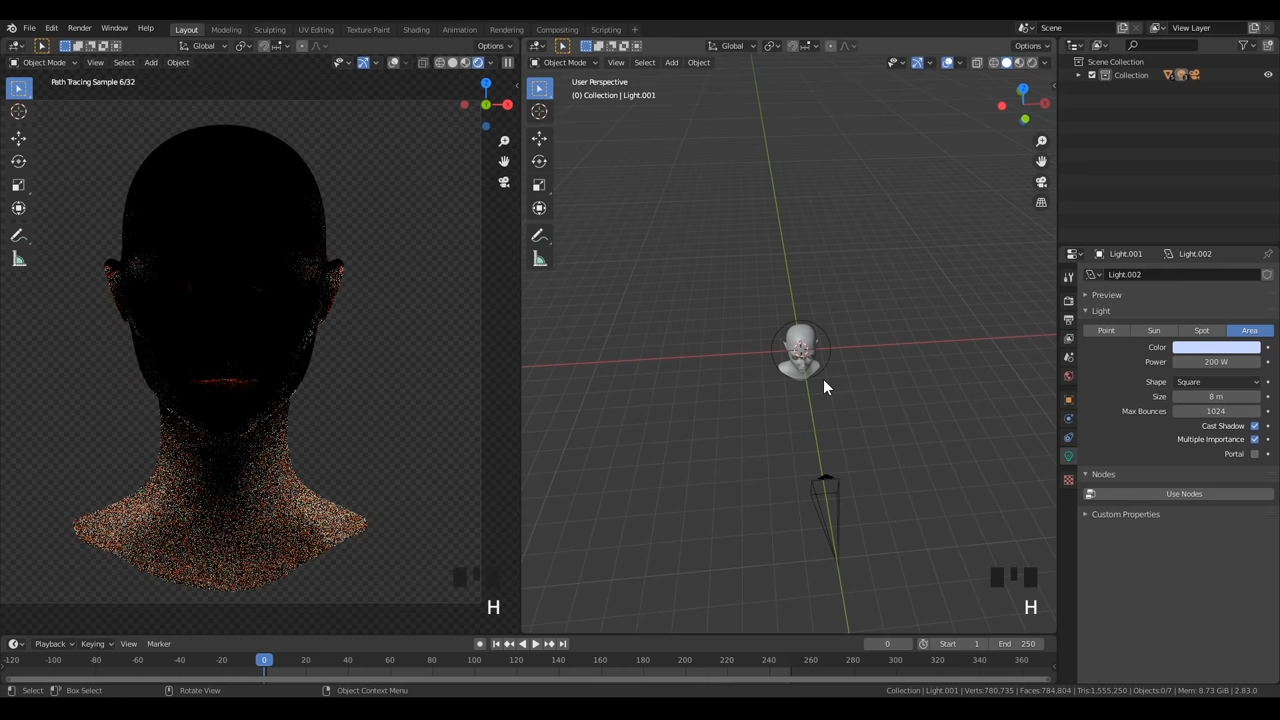 File Edit Render Window Help Layout Modeling Sculpting UV Editing Texture Paint Shading Animation Rendering Compositing Scripting + Scene View Layer
Global Options Global Options
Object Mode View Select Add Object Object Mode View Select Add Object
Scene Collection
Collection
Path Tracing Sample 6/32
User Perspective
(0) Collection | Light.001
Z
X
Y
Light.001 Light.002
Light.002
Preview
Light
Point Sun Spot Area
Color
Power 200 W
Shape Square
Size 8 m
Max Bounces 1024
Cast Shadow
Multiple Importance
Portal
Nodes
Use Nodes
Custom Properties
H H
Playback Keying View Marker 0 Start 1 End 250
-120 -100 -80 -60 -40 -20 0 20 40 60 80 100 120 140 160 180 200 220 240 260 280 300 320 340 360
Select Box Select Rotate View Object Context Menu Collection | Light.001 | Verts:780,735 | Faces:784,804 | Tris:1,555,250 | Objects:0/7 | Mem: 8.73 GiB | 2.83.0